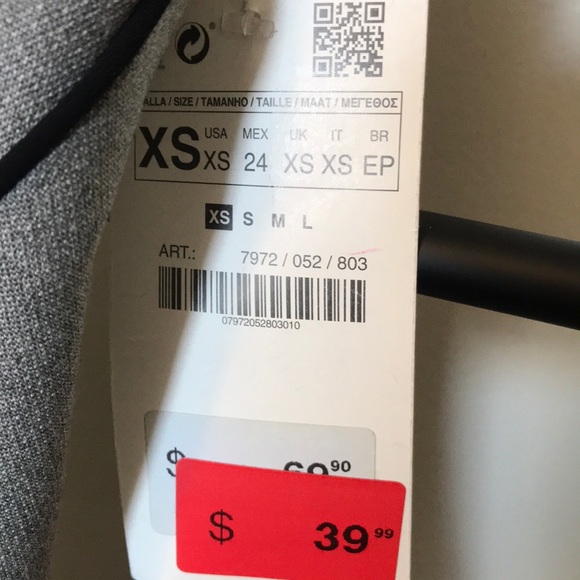 / SIZE / TAMANHO / TAILLE / MAAT / ΜΕΓΕΘΟΣ
XS USA XS MEX 24 UK XS IT XS BR EP
XS S M L
ART.: 7972 / 052 / 803
07972052803010
$ 69 90
$ 39 99